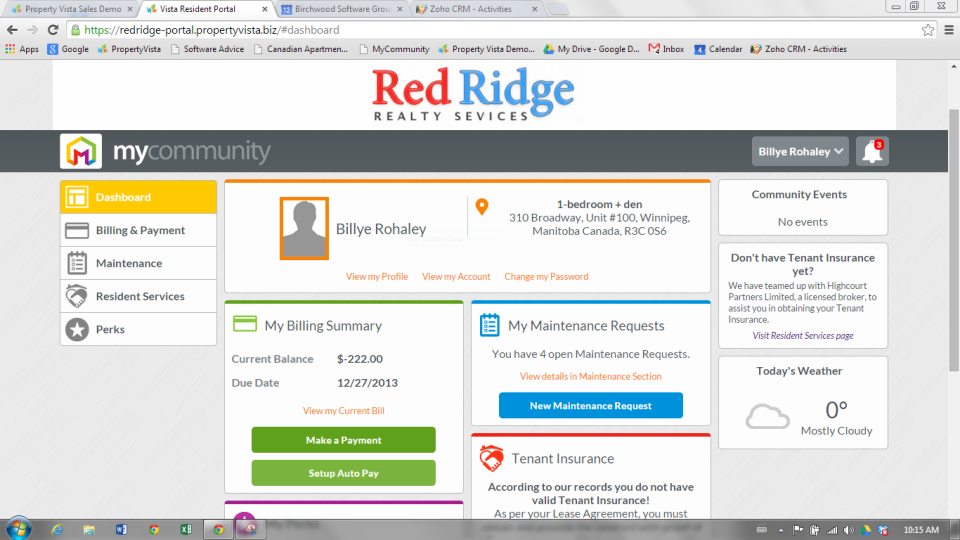 Property Vista Sales Demo
Vista Resident Portal
Birchwood Software Grou
Zoho CRM - Activities
https://redridge-portal.propertyvista.biz/#dashboard
Apps
Google
PropertyVista
Software Advice
Canadian Apartmen...
MyCommunity
Property Vista Demo...
My Drive - Google D...
Inbox
Calendar
Zoho CRM - Activities
Red Ridge
REALTY SEVICES
mycommunity
Billye Rohaley
3
Dashboard
Billing & Payment
Maintenance
Resident Services
Perks
Billye Rohaley
1-bedroom + den
310 Broadway, Unit #100, Winnipeg,
Manitoba Canada, R3C 0S6
View my Profile
View my Account
Change my Password
My Billing Summary
Current Balance $-222.00
Due Date 12/27/2013
View my Current Bill
Make a Payment
Setup Auto Pay
My Perks
My Maintenance Requests
You have 4 open Maintenance Requests.
View details in Maintenance Section
New Maintenance Request
Tenant Insurance
According to our records you do not have
valid Tenant Insurance!
As per your Lease Agreement, you must
Community Events
No events
Don't have Tenant Insurance
yet?
We have teamed up with Highcourt
Partners Limited, a licensed broker, to
assist you in obtaining your Tenant
Insurance.
Visit Resident Services page
Today's Weather
0°
Mostly Cloudy
10:15 AM